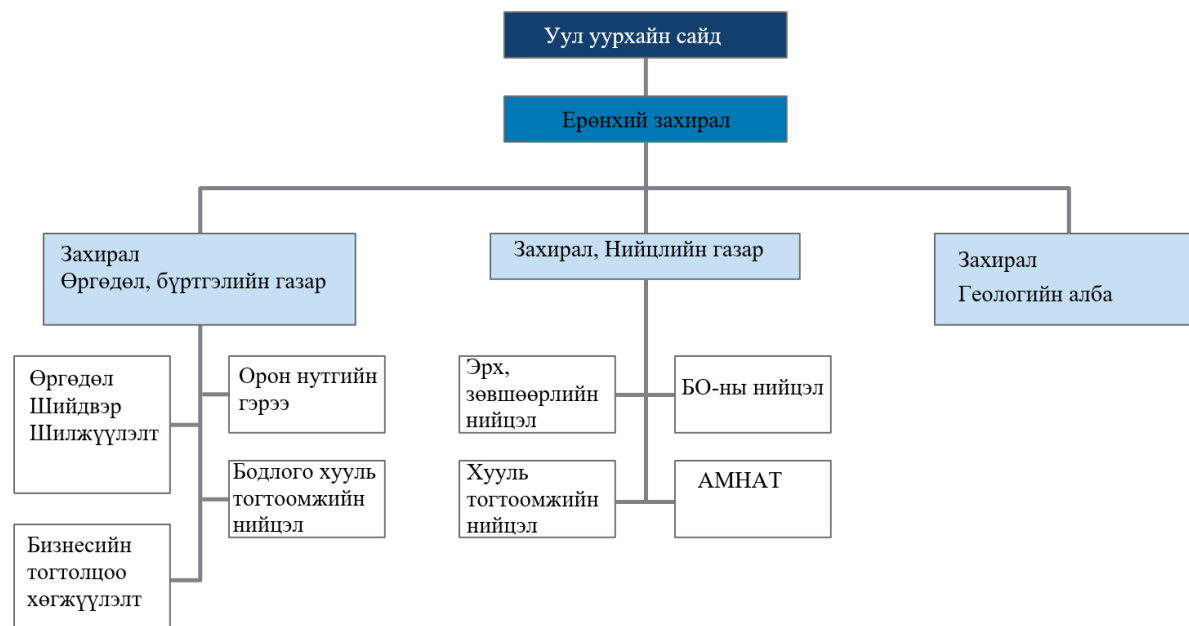 Уул уурхайн сайд
Ерөнхий захирал
Захирал
Өргөдөл, бүртгэлийн газар
Захирал, Нийцлийн газар
Захирал
Геологийн алба
Өргөдөл
Шийдвэр
Шилжүүлэлт
Орон нутгийн
гэрээ
Бодлого хууль
тогтоомжийн
нийцэл
Бизнесийн
тогтолцоо
хөгжүүлэлт
Эрх,
зөвшөөрлийн
нийцэл
БО-ны нийцэл
Хууль
тогтоомжийн
нийцэл
АМНАТ